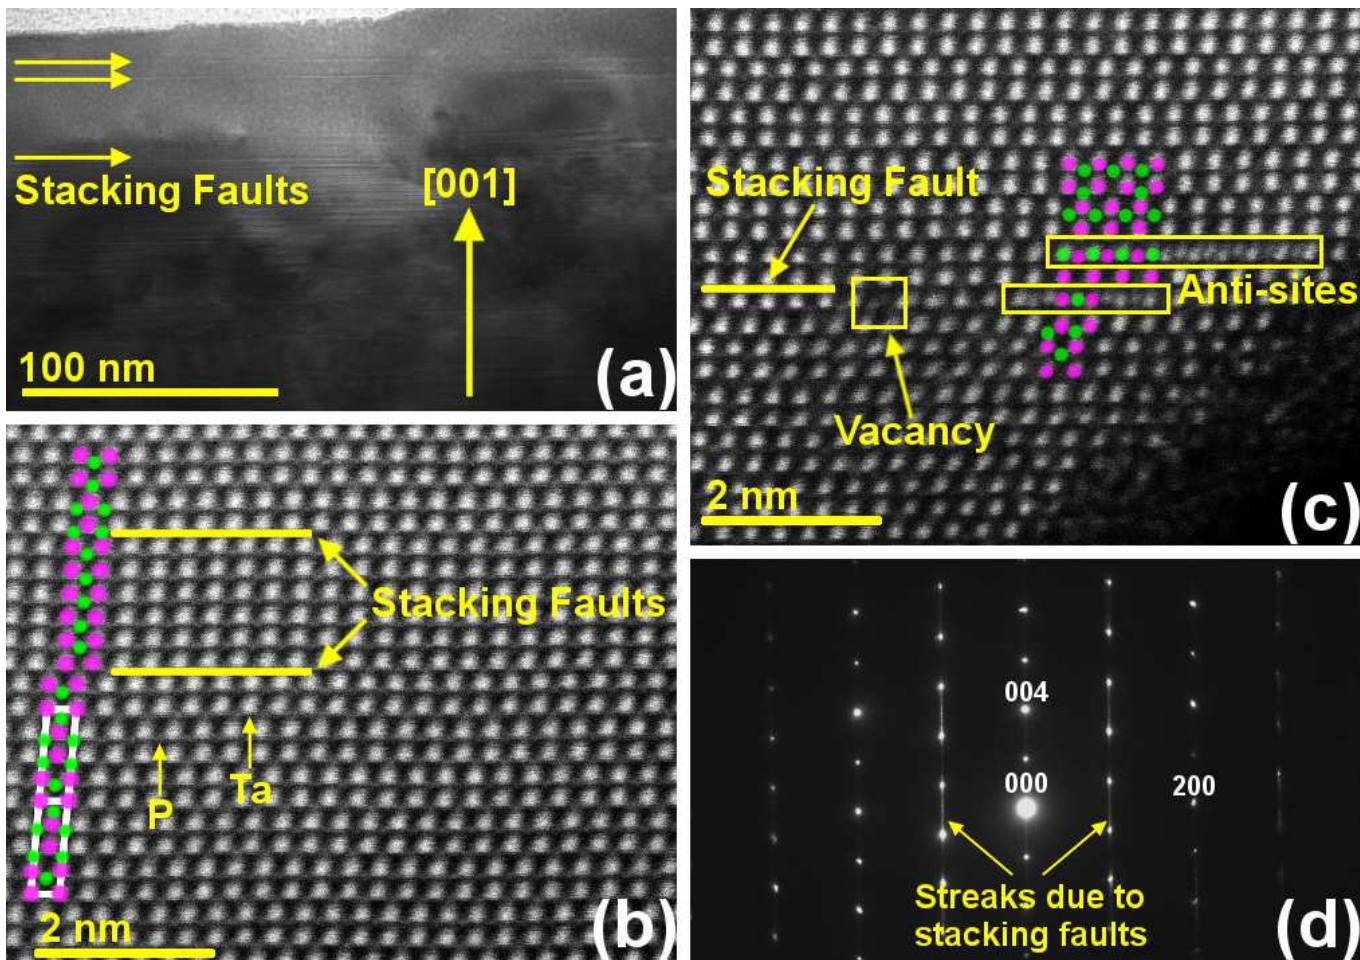 Stacking Faults
[001]
100 nm
(a)
Stacking Faults
P
Ta
2 nm
(b)
Stacking Fault
Anti-sites
Vacancy
2 nm
(c)
004
000
200
Streaks due to
stacking faults
(d)